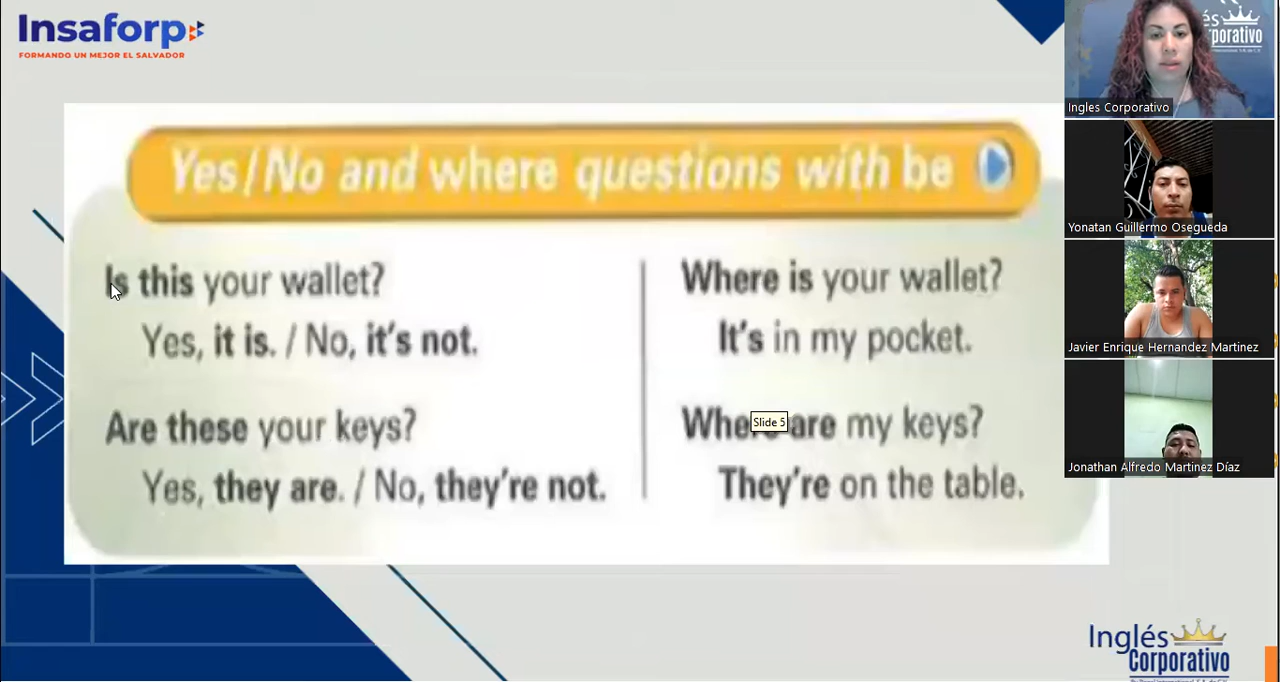 Insaforp
FORMANDO UN MEJOR EL SALVADOR
Yes/No and where questions with be
Is this your wallet?
Yes, it is. / No, it's not.
Are these your keys?
Yes, they are. / No, they're not.
Where is your wallet?
It's in my pocket.
Where are my keys?
They're on the table.
Slide 5
Ingles Corporativo
Yonatan Guillermo Osegueda
Javier Enrique Hernandez Martinez
Jonathan Alfredo Martinez Díaz
Inglés
Corporativo